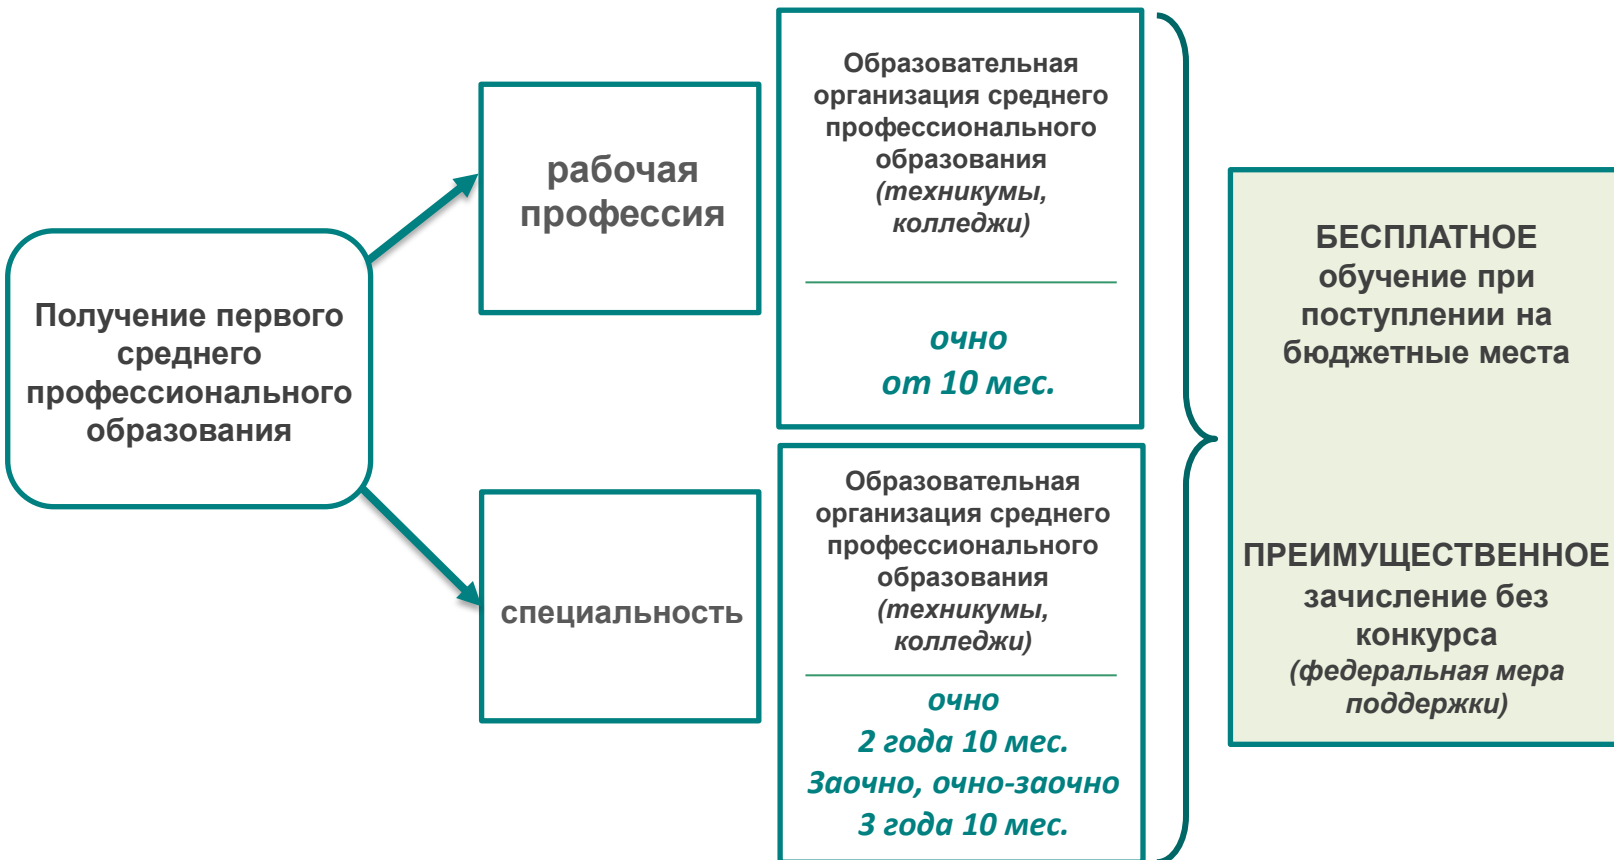 Получение первого
среднего
профессионального
образования
рабочая
профессия
Образовательная
организация среднего
профессионального
образования
(техникумы,
колледжи)
очно
от 10 мес.
специальность
Образовательная
организация среднего
профессионального
образования
(техникумы,
колледжи)
очно
2 года 10 мес.
Заочно, очно-заочно
3 года 10 мес.
БЕСПЛАТНОЕ
обучение при
поступлении на
бюджетные места
ПРЕИМУЩЕСТВЕННОЕ
зачисление без
конкурса
(федеральная мера
поддержки)